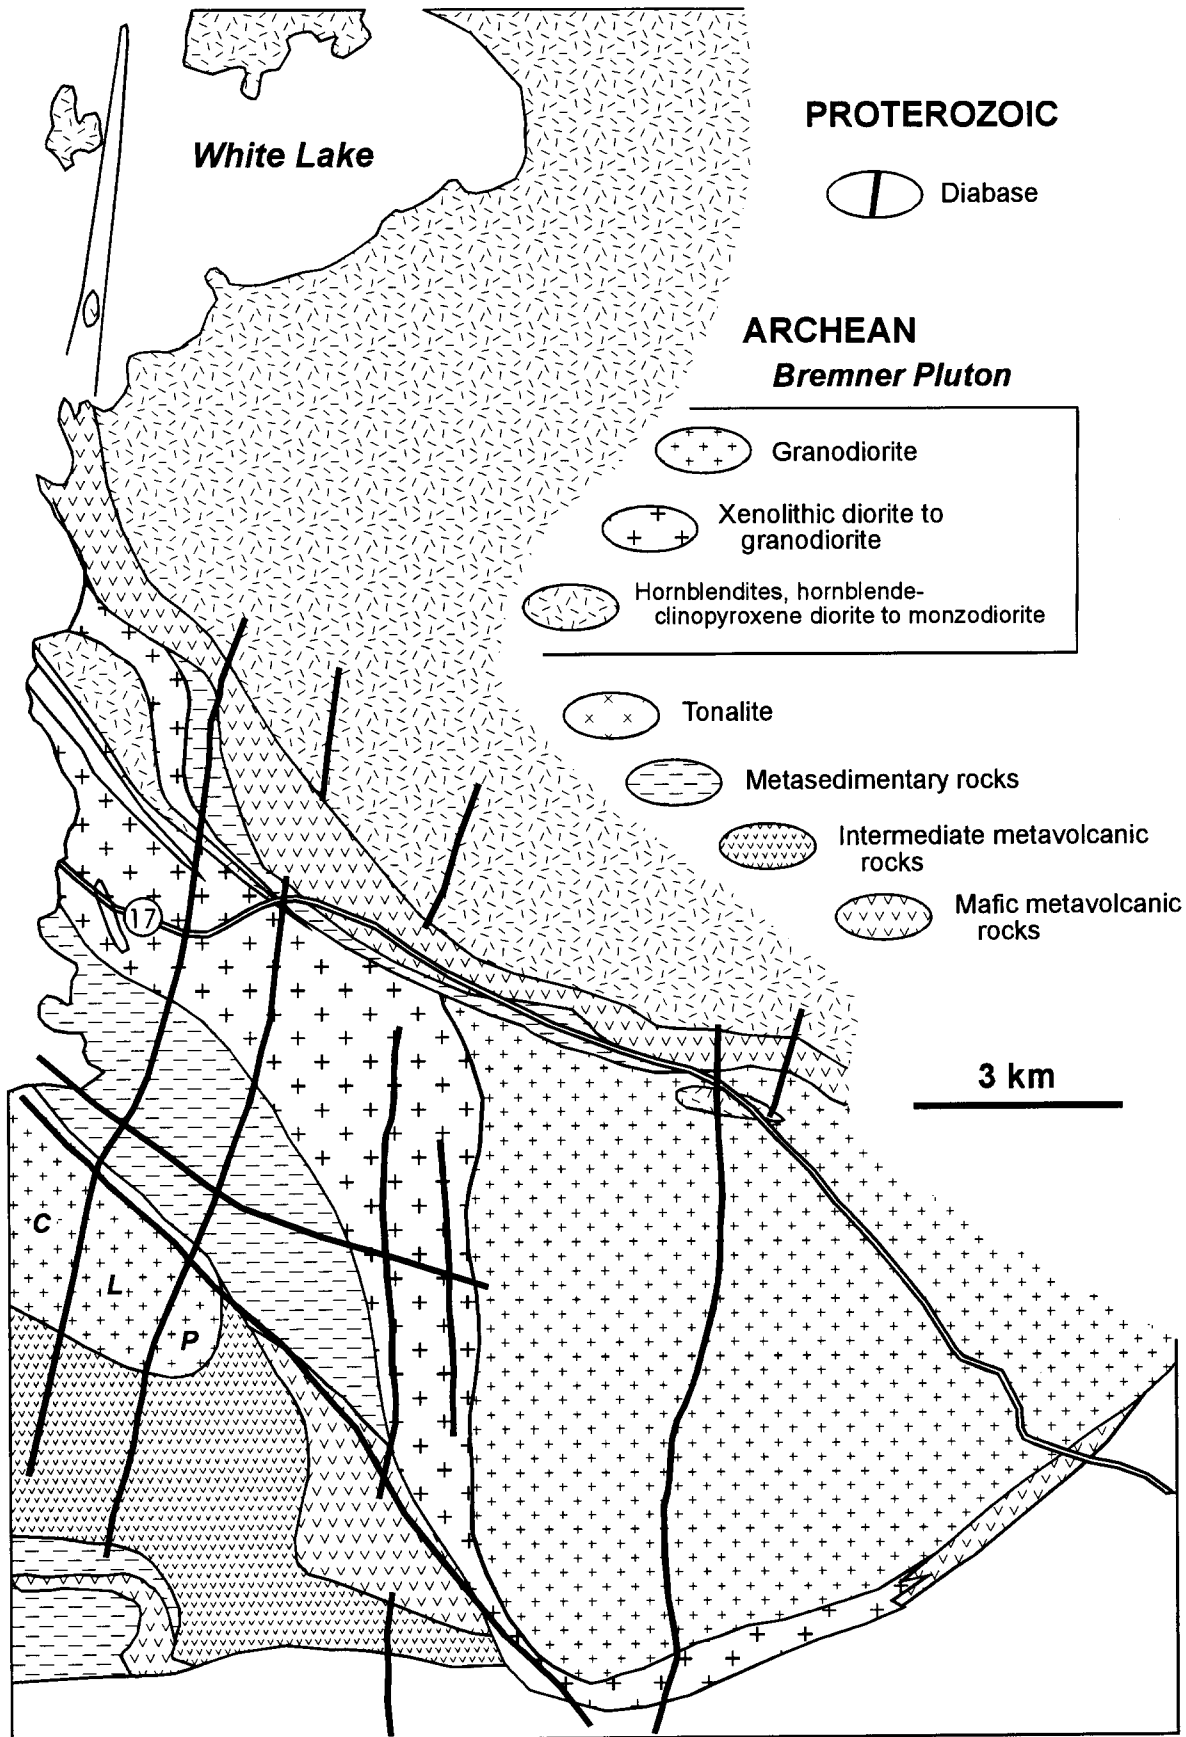 White Lake
PROTEROZOIC
Diabase
ARCHEAN
Bremner Pluton
Granodiorite
Xenolithic diorite to
granodiorite
Hornblendites, hornblende-
clinopyroxene diorite to monzodiorite
Tonalite
Metasedimentary rocks
Intermediate metavolcanic
rocks
Mafic metavolcanic
rocks
17
3 km
C
L
P